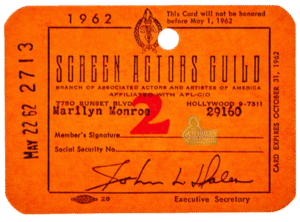 1962
This Card will not be honored
before May 1, 1962
SCREEN ACTORS GUILD
BRANCH OF ASSOCIATED ACTORS AND ARTISTES OF AMERICA
AFFILIATED WITH AFL-CIO
7750 SUNSET BLVD. HOLLYWOOD 9-7311
Marilyn Monroe 29160
2
Member's Signature
Social Security No.
John L Dales
28 Executive Secretary
MAY 22 62 2713
CARD EXPIRES OCTOBER 31, 1962